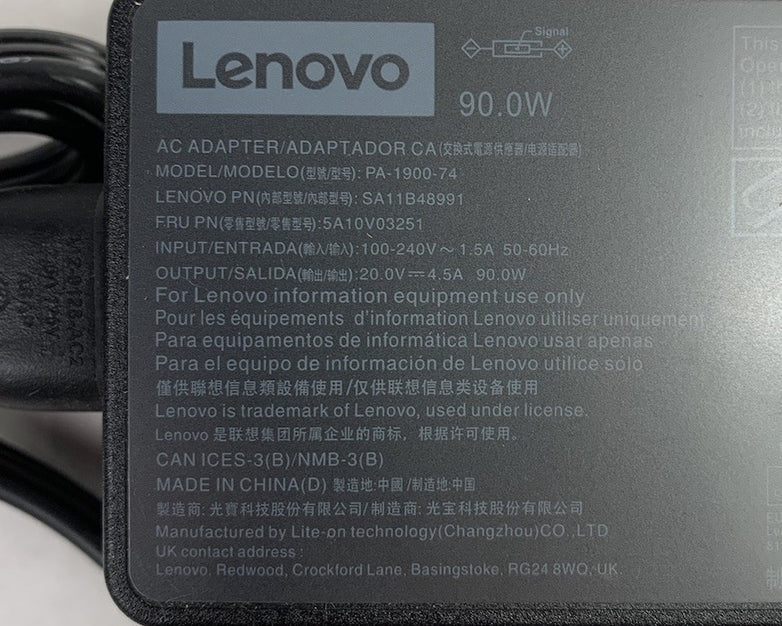 Lenovo
Signal
90.0W
AC ADAPTER/ADAPTADOR CA(交換式電源供應器/电源适配器)
MODEL/MODELO(型號/型号): PA-1900-74
LENOVO PN(內部型號/内部型号): SA11B48991
FRU PN(零售型號/零售型号):5A10V03251
INPUT/ENTRADA(輸入/输入):100-240V～ 1.5A 50-60Hz
OUTPUT/SALIDA(輸出/输出):20.0V⎓4.5A 90.0W
For Lenovo information equipment use only
Pour les équipements d'information Lenovo utiliser uniquement
Para equipamentos de informática Lenovo usar apenas
Para el equipo de información de Lenovo utilice sólo
僅供聯想信息類設備使用/仅供联想信息类设备使用
Lenovo is trademark of Lenovo, used under license.
Lenovo 是联想集团所属企业的商标，根据许可使用。
CAN ICES-3(B)/NMB-3(B)
MADE IN CHINA(D) 製造地:中國 /制造地:中国
製造商: 光寶科技股份有限公司/ 制造商: 光宝科技股份有限公司
Manufactured by Lite-on technology(Changzhou)CO.,LTD
UK contact address :
Lenovo, Redwood, Crockford Lane, Basingstoke, RG24 8WQ, UK.
This
Ope
(1)
(2)
incl